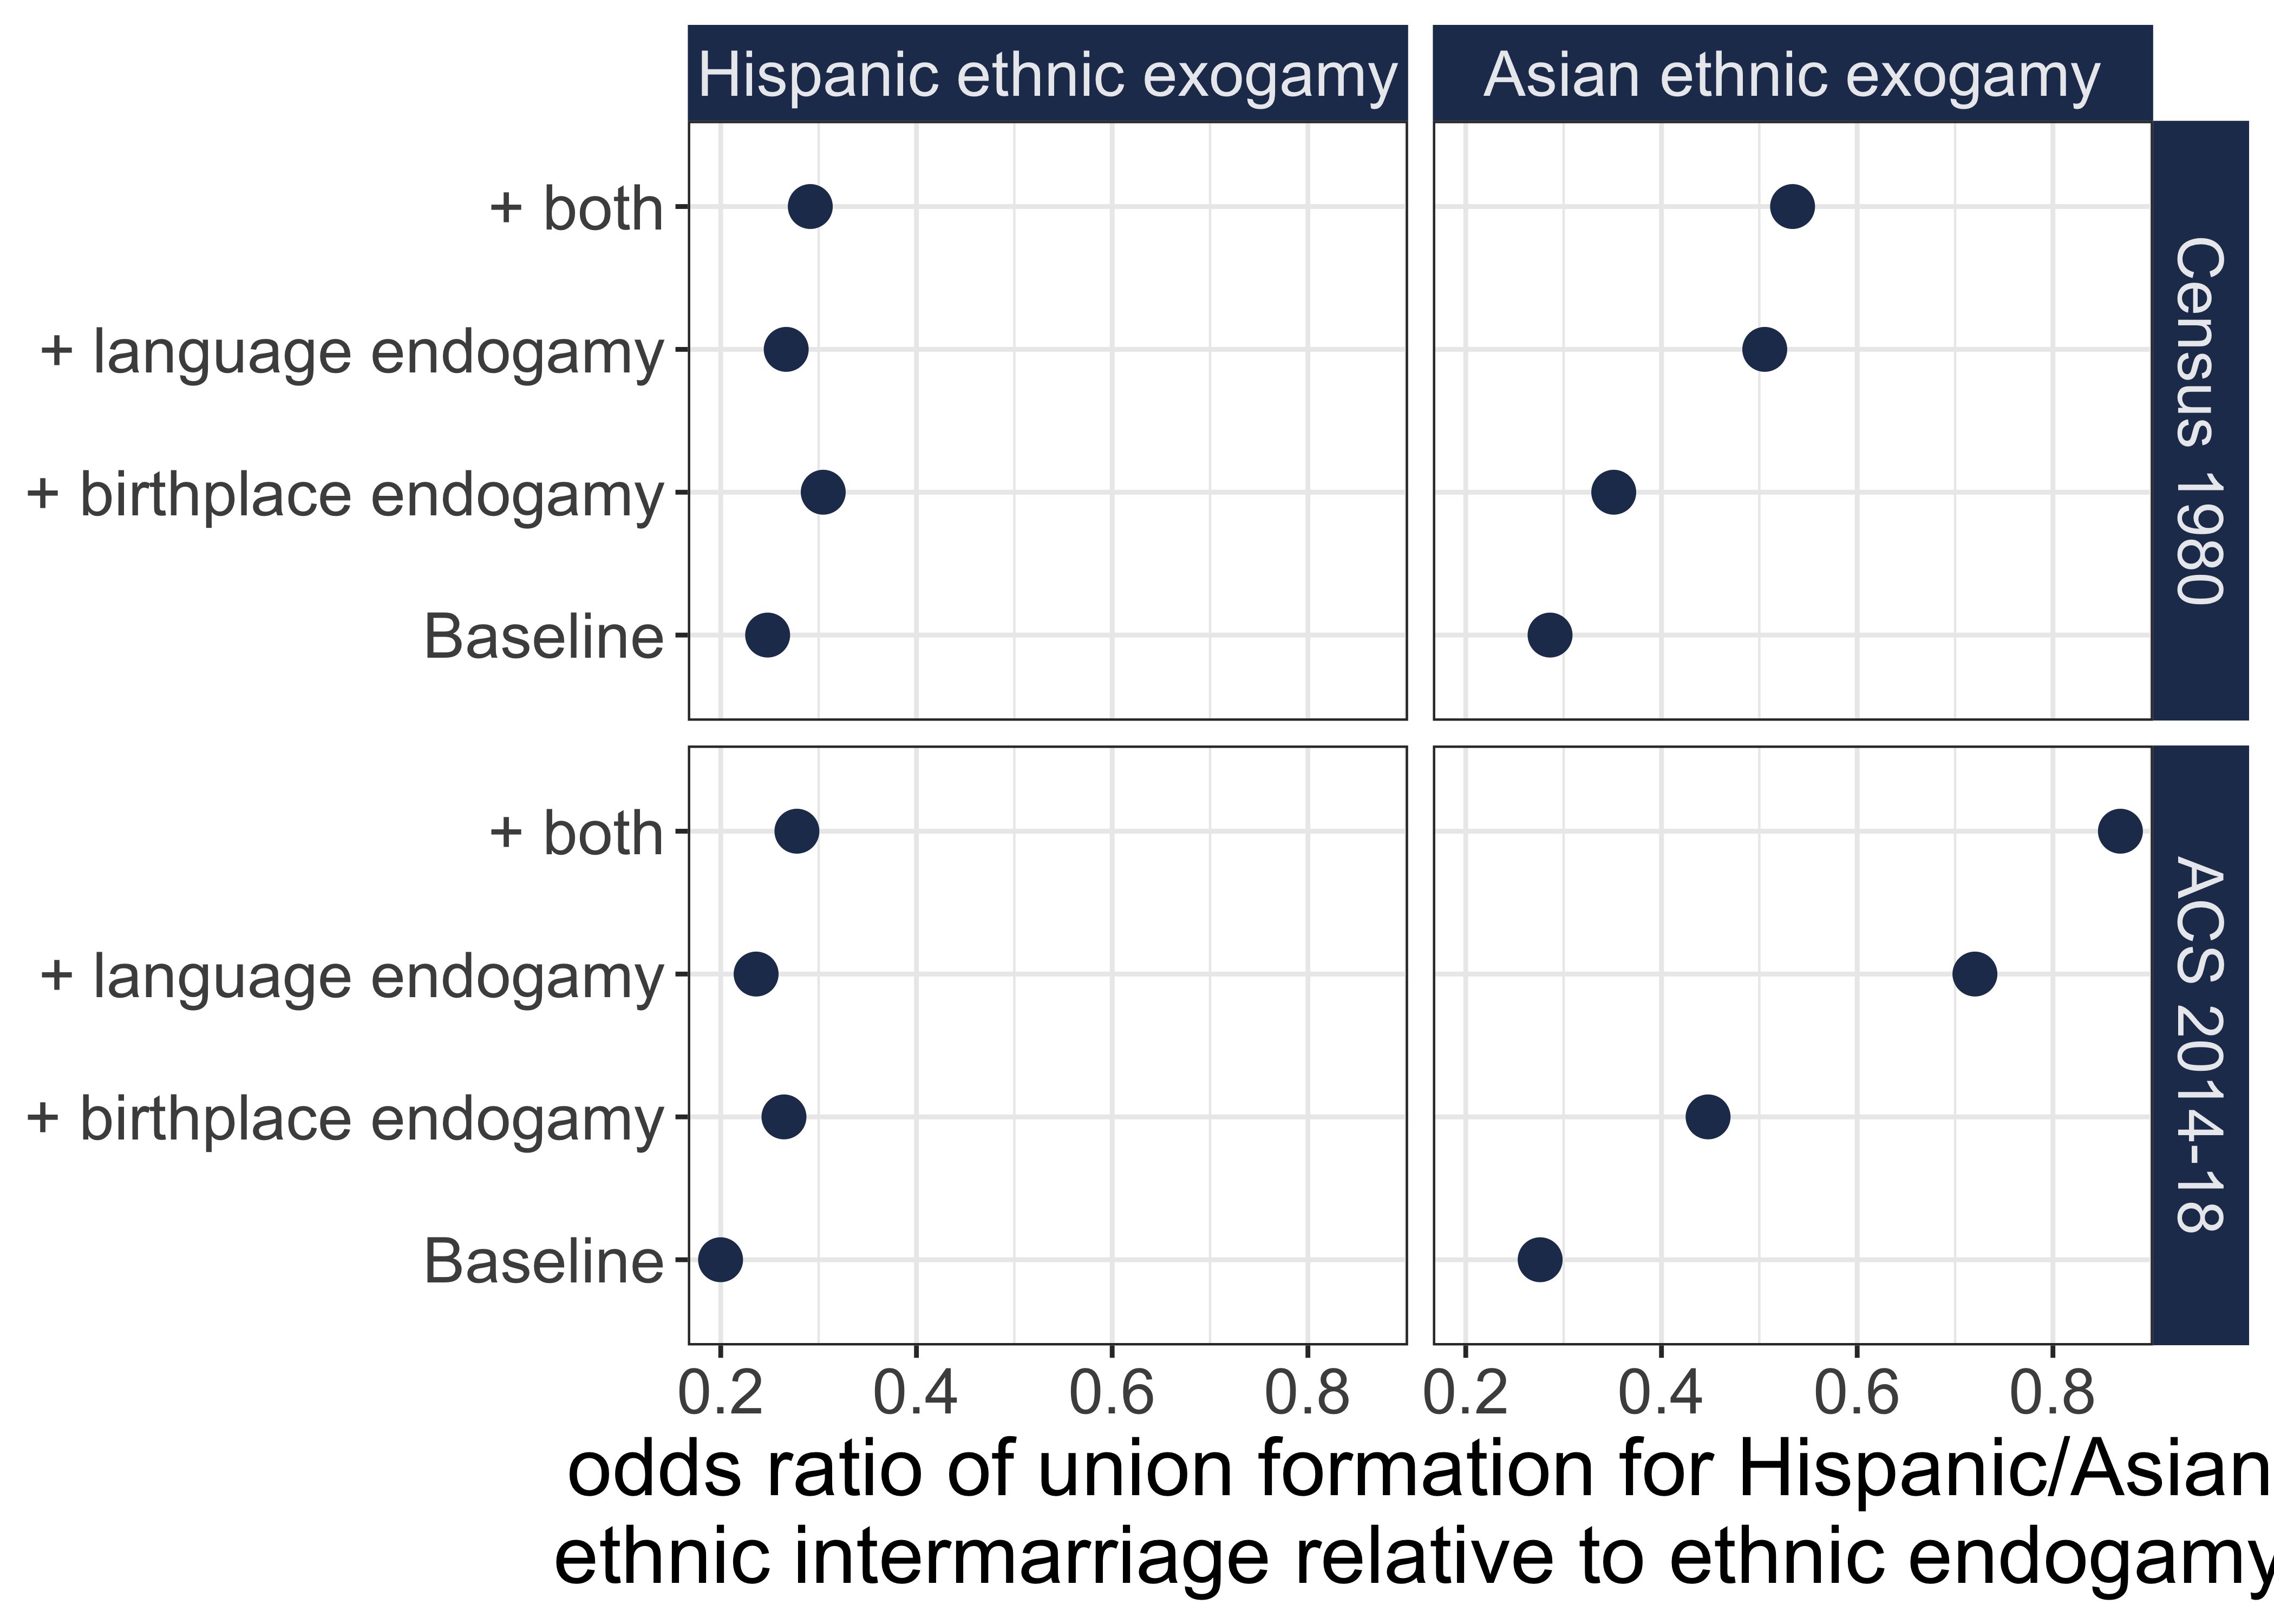 Hispanic ethnic exogamy
Asian ethnic exogamy
+ both
+ language endogamy
+ birthplace endogamy
Baseline
Census 1980
+ both
+ language endogamy
+ birthplace endogamy
Baseline
ACS 2014-18
0.2 0.4 0.6 0.8
0.2 0.4 0.6 0.8
odds ratio of union formation for Hispanic/Asian
ethnic intermarriage relative to ethnic endogamy